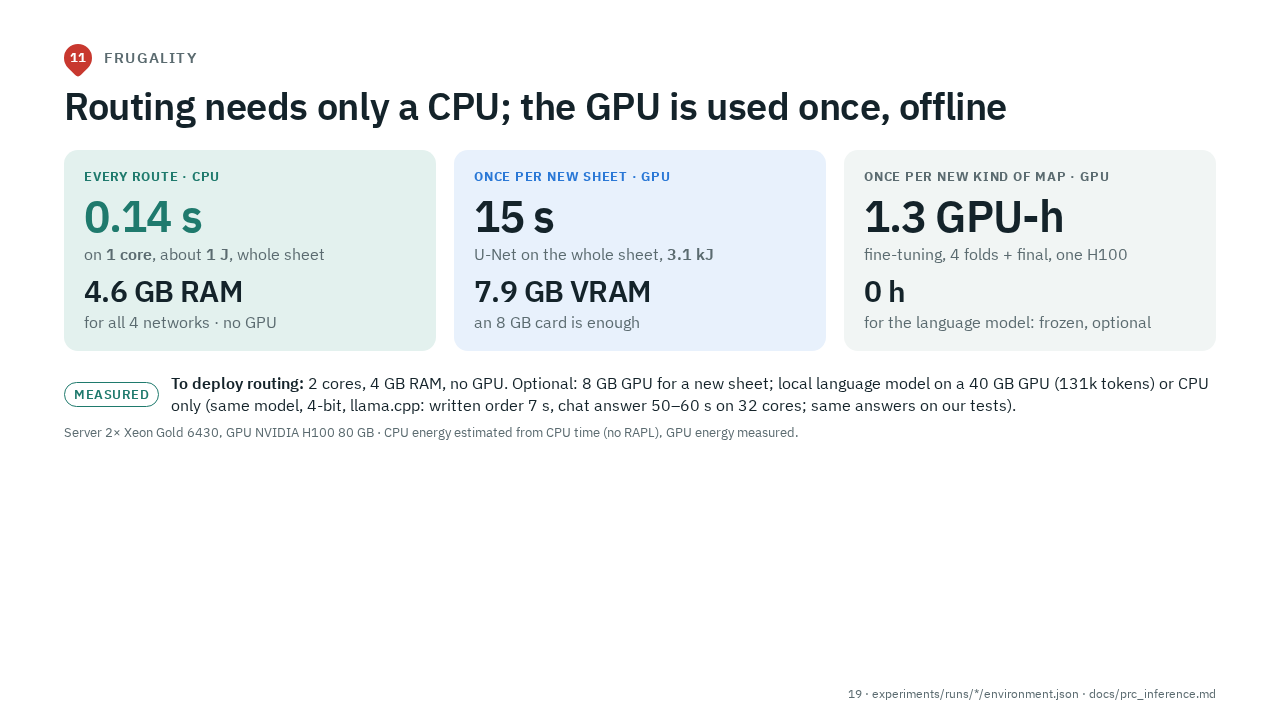 11 FRUGALITY
Routing needs only a CPU; the GPU is used once, offline
EVERY ROUTE · CPU
0.14 s
on 1 core, about 1 J, whole sheet
4.6 GB RAM
for all 4 networks · no GPU
ONCE PER NEW SHEET · GPU
15 s
U-Net on the whole sheet, 3.1 kJ
7.9 GB VRAM
an 8 GB card is enough
ONCE PER NEW KIND OF MAP · GPU
1.3 GPU-h
fine-tuning, 4 folds + final, one H100
0 h
for the language model: frozen, optional
MEASURED
To deploy routing: 2 cores, 4 GB RAM, no GPU. Optional: 8 GB GPU for a new sheet; local language model on a 40 GB GPU (131k tokens) or CPU
only (same model, 4-bit, llama.cpp: written order 7 s, chat answer 50–60 s on 32 cores; same answers on our tests).
Server 2× Xeon Gold 6430, GPU NVIDIA H100 80 GB · CPU energy estimated from CPU time (no RAPL), GPU energy measured.
19 · experiments/runs/*/environment.json · docs/prc_inference.md